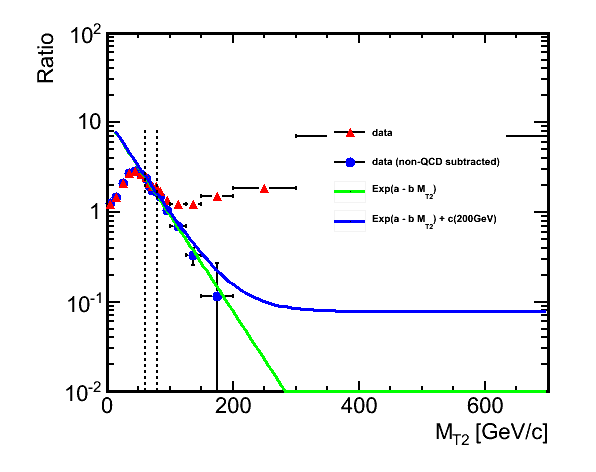 Ratio
10²
10
1
10⁻¹
10⁻²
0
200
400
600
M_T2 [GeV/c]
data
data (non-QCD subtracted)
Exp(a - b M_T2)
Exp(a - b M_T2) + c(200GeV)